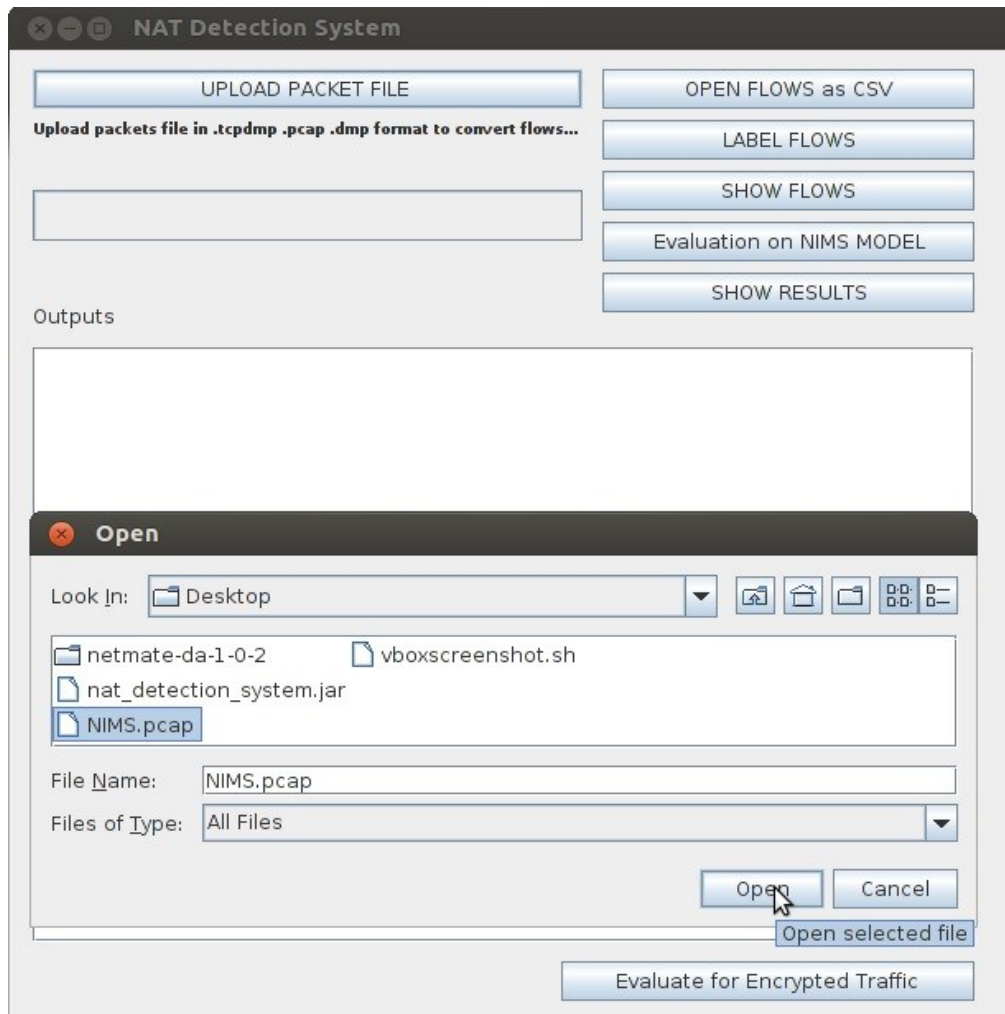 NAT Detection System
UPLOAD PACKET FILE
Upload packets file in .tcpdmp .pcap .dmp format to convert flows...
OPEN FLOWS as CSV
LABEL FLOWS
SHOW FLOWS
Evaluation on NIMS MODEL
SHOW RESULTS
Outputs
Open
Look In: Desktop
netmate-da-1-0-2
vboxscreenshot.sh
nat_detection_system.jar
NIMS.pcap
File Name: NIMS.pcap
Files of Type: All Files
Open
Cancel
Open selected file
Evaluate for Encrypted Traffic